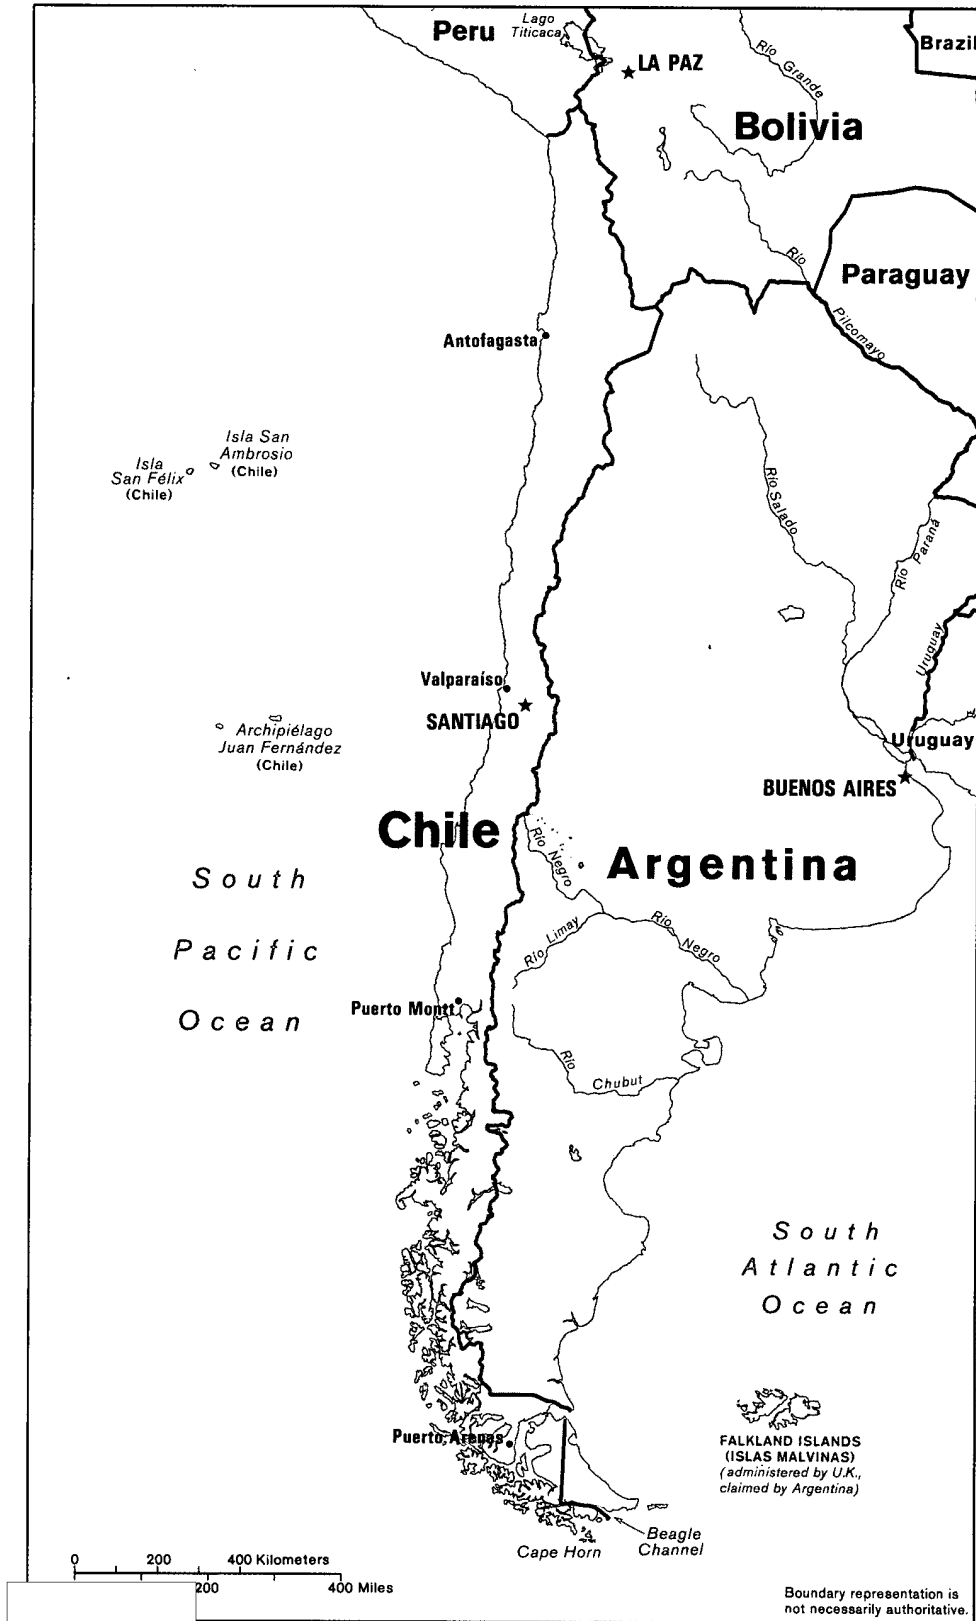 Peru
Lago
Titicaca
LA PAZ
Río Grande
Brazil
Bolivia
Río
Pilcomayo
Paraguay
Antofagasta
Isla San
Ambrosio
(Chile)
Isla
San Félix
(Chile)
Río Salado
Río Paraná
Uruguay
Valparaíso
SANTIAGO
Archipiélago
Juan Fernández
(Chile)
Uruguay
BUENOS AIRES
Chile
Argentina
Río Negro
Río Limay
Río Negro
South
Pacific
Ocean
Puerto Montt
Río Chubut
South
Atlantic
Ocean
Puerto Arenas
FALKLAND ISLANDS
(ISLAS MALVINAS)
(administered by U.K.,
claimed by Argentina)
Beagle
Channel
Cape Horn
0 200 400 Kilometers
200 400 Miles
Boundary representation is
not necessarily authoritative.